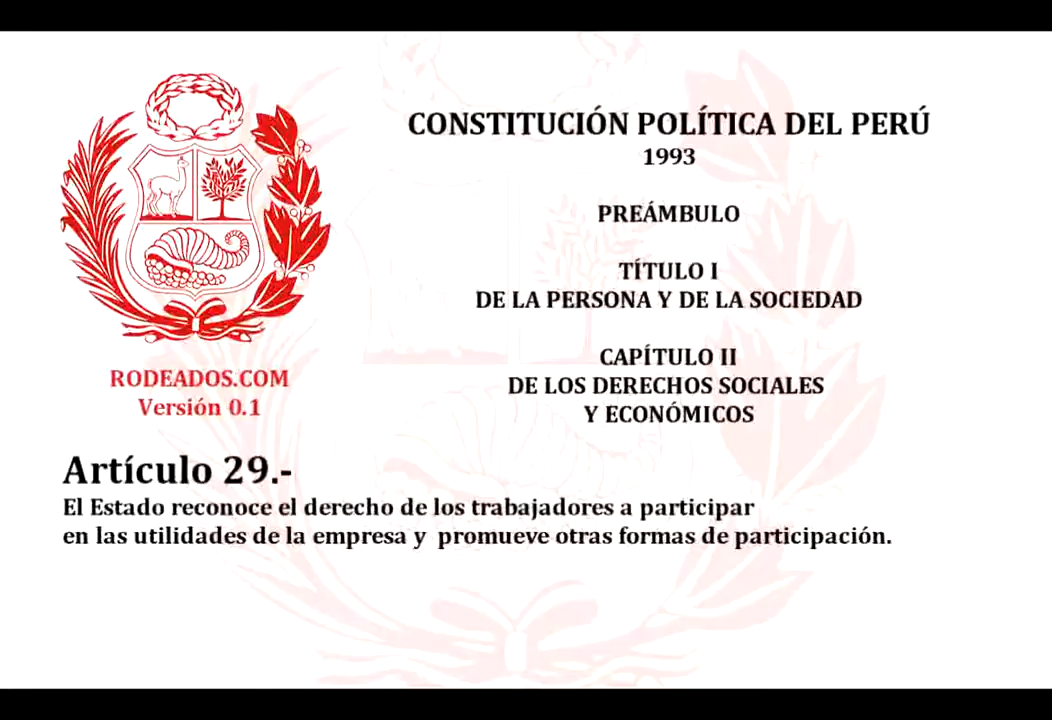 CONSTITUCIÓN POLÍTICA DEL PERÚ
1993
PREÁMBULO
TÍTULO I
DE LA PERSONA Y DE LA SOCIEDAD
CAPÍTULO II
DE LOS DERECHOS SOCIALES
Y ECONÓMICOS
RODEADOS.COM
Versión 0.1
Artículo 29.-
El Estado reconoce el derecho de los trabajadores a participar
en las utilidades de la empresa y promueve otras formas de participación.